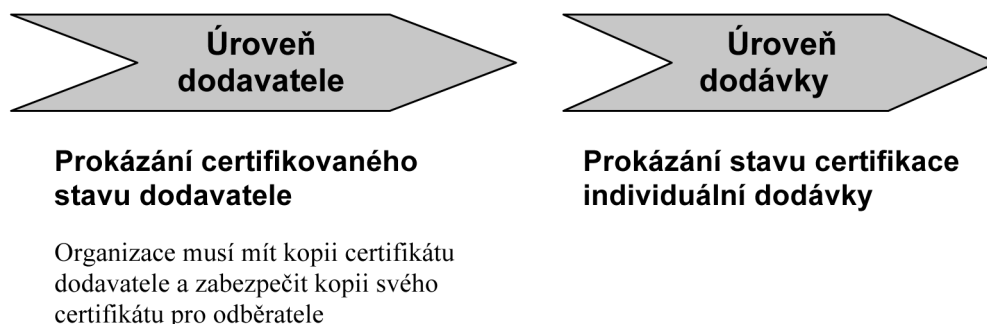 Úroveň
dodavatele
Úroveň
dodávky
Prokázání certifikovaného
stavu dodavatele
Prokázání stavu certifikace
individuální dodávky
Organizace musí mít kopii certifikátu
dodavatele a zabezpečit kopii svého
certifikátu pro odběratele